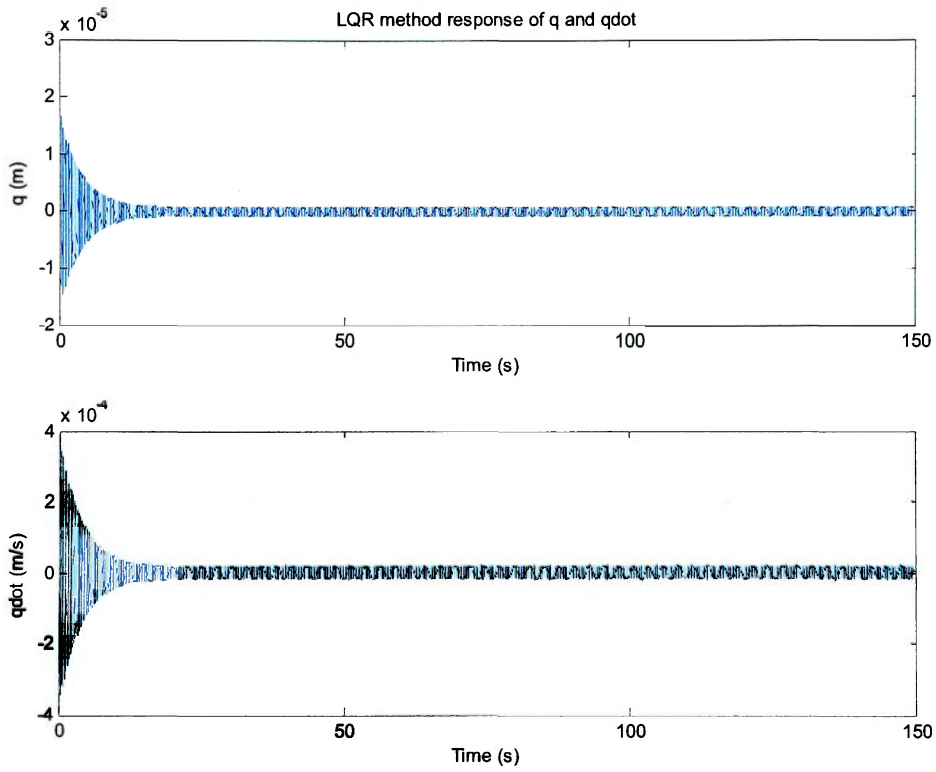 LQR method response of q and qdot
x 10^-5
3
2
1
0
-1
-2
q (m)
0 50 100 150
Time (s)
x 10^-4
4
2
0
-2
-4
qdot (m/s)
0 50 100 150
Time (s)